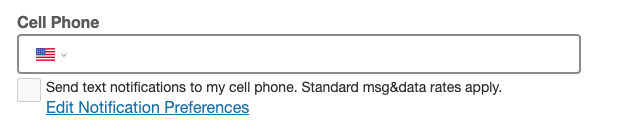 Cell Phone
Send text notifications to my cell phone. Standard msg&data rates apply.
Edit Notification Preferences